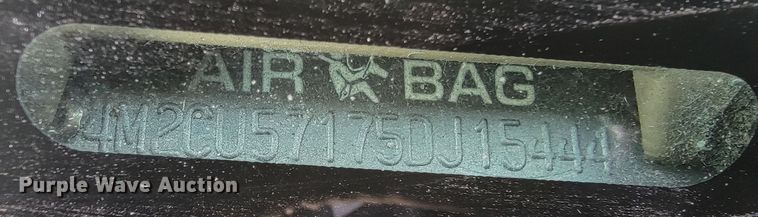 AIR BAG
4M2CU57175DJ15444
Purple Wave Auction